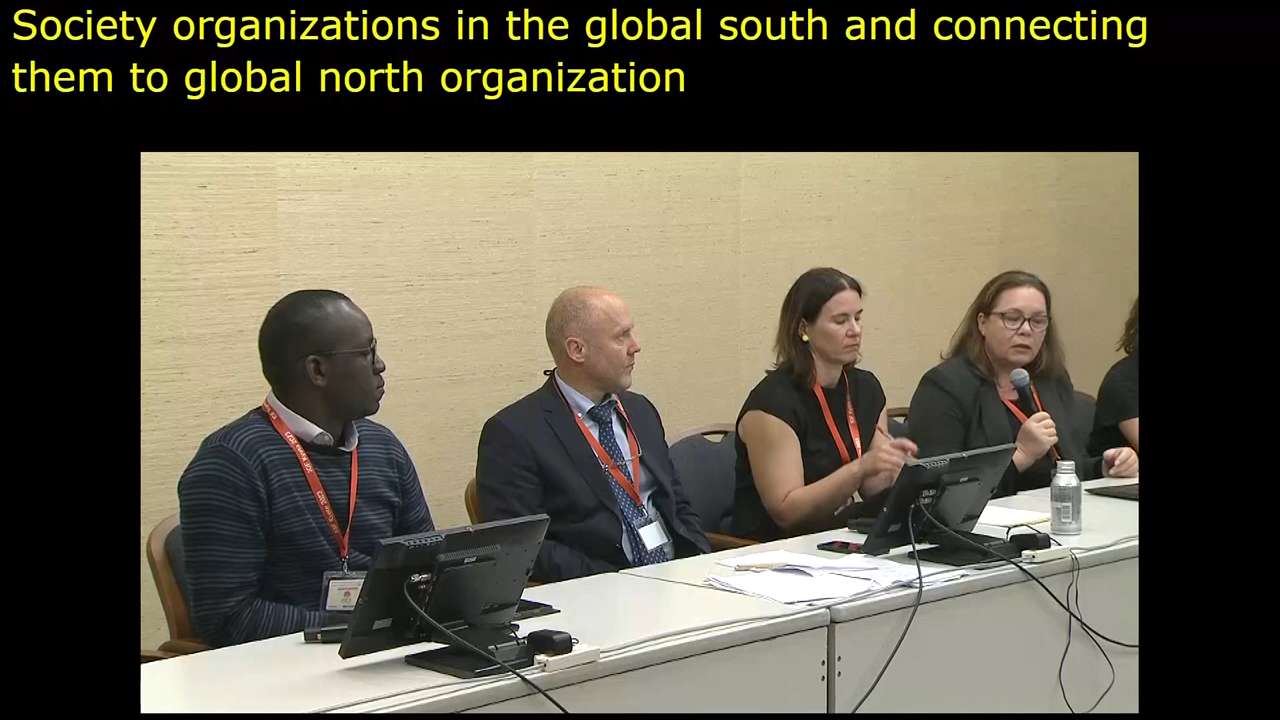 Society organizations in the global south and connecting
them to global north organization